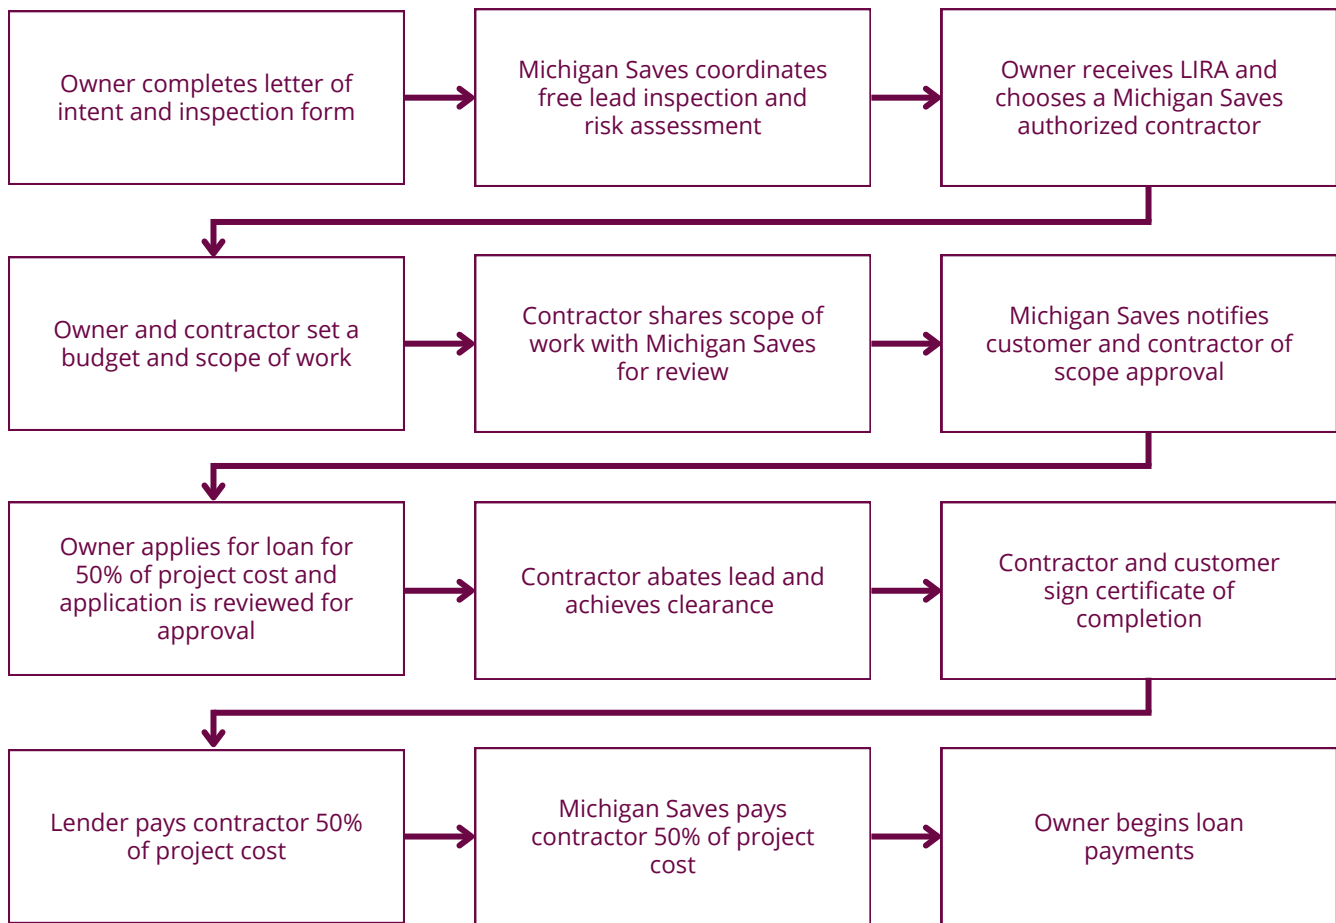 Owner completes letter of
intent and inspection form
Michigan Saves coordinates
free lead inspection and
risk assessment
Owner receives LIRA and
chooses a Michigan Saves
authorized contractor
Owner and contractor set a
budget and scope of work
Contractor shares scope of
work with Michigan Saves
for review
Michigan Saves notifies
customer and contractor of
scope approval
Owner applies for loan for
50% of project cost and
application is reviewed for
approval
Contractor abates lead and
achieves clearance
Contractor and customer
sign certificate of
completion
Lender pays contractor 50%
of project cost
Michigan Saves pays
contractor 50% of project
cost
Owner begins loan
payments